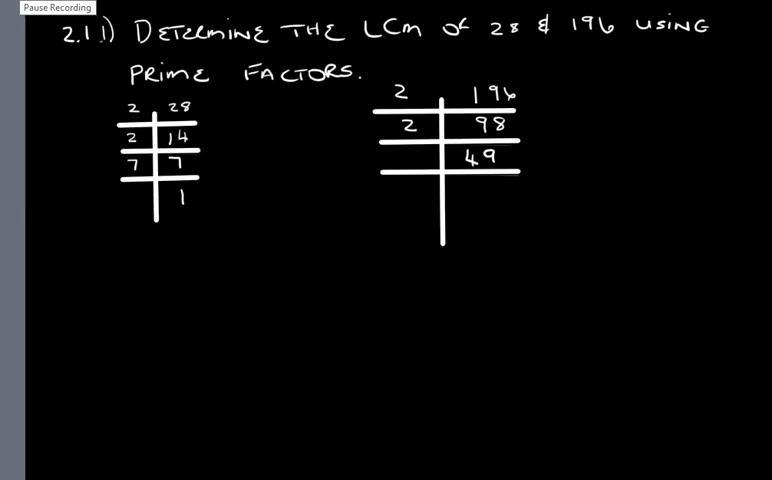 Pause Recording
2.1.1) DETERMINE THE LCM OF 28 & 196 USING
PRIME FACTORS.
2 28
2 14
7 7
1
2 196
2 98
49